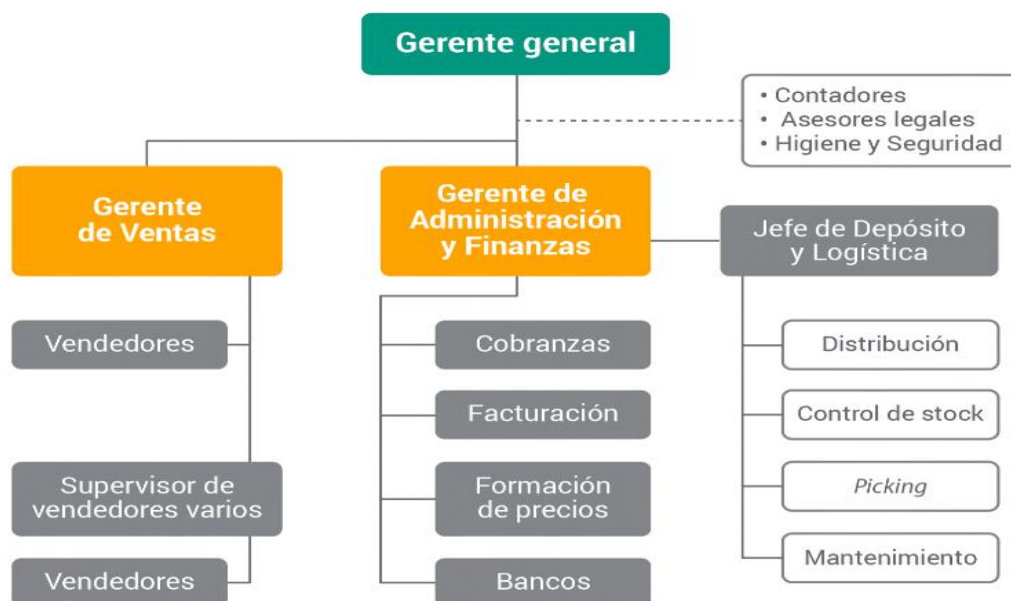 Gerente general
• Contadores
• Asesores legales
• Higiene y Seguridad
Gerente
de Ventas
Gerente de
Administración
y Finanzas
Jefe de Depósito
y Logística
Vendedores
Supervisor de
vendedores varios
Vendedores
Cobranzas
Facturación
Formación
de precios
Bancos
Distribución
Control de stock
Picking
Mantenimiento